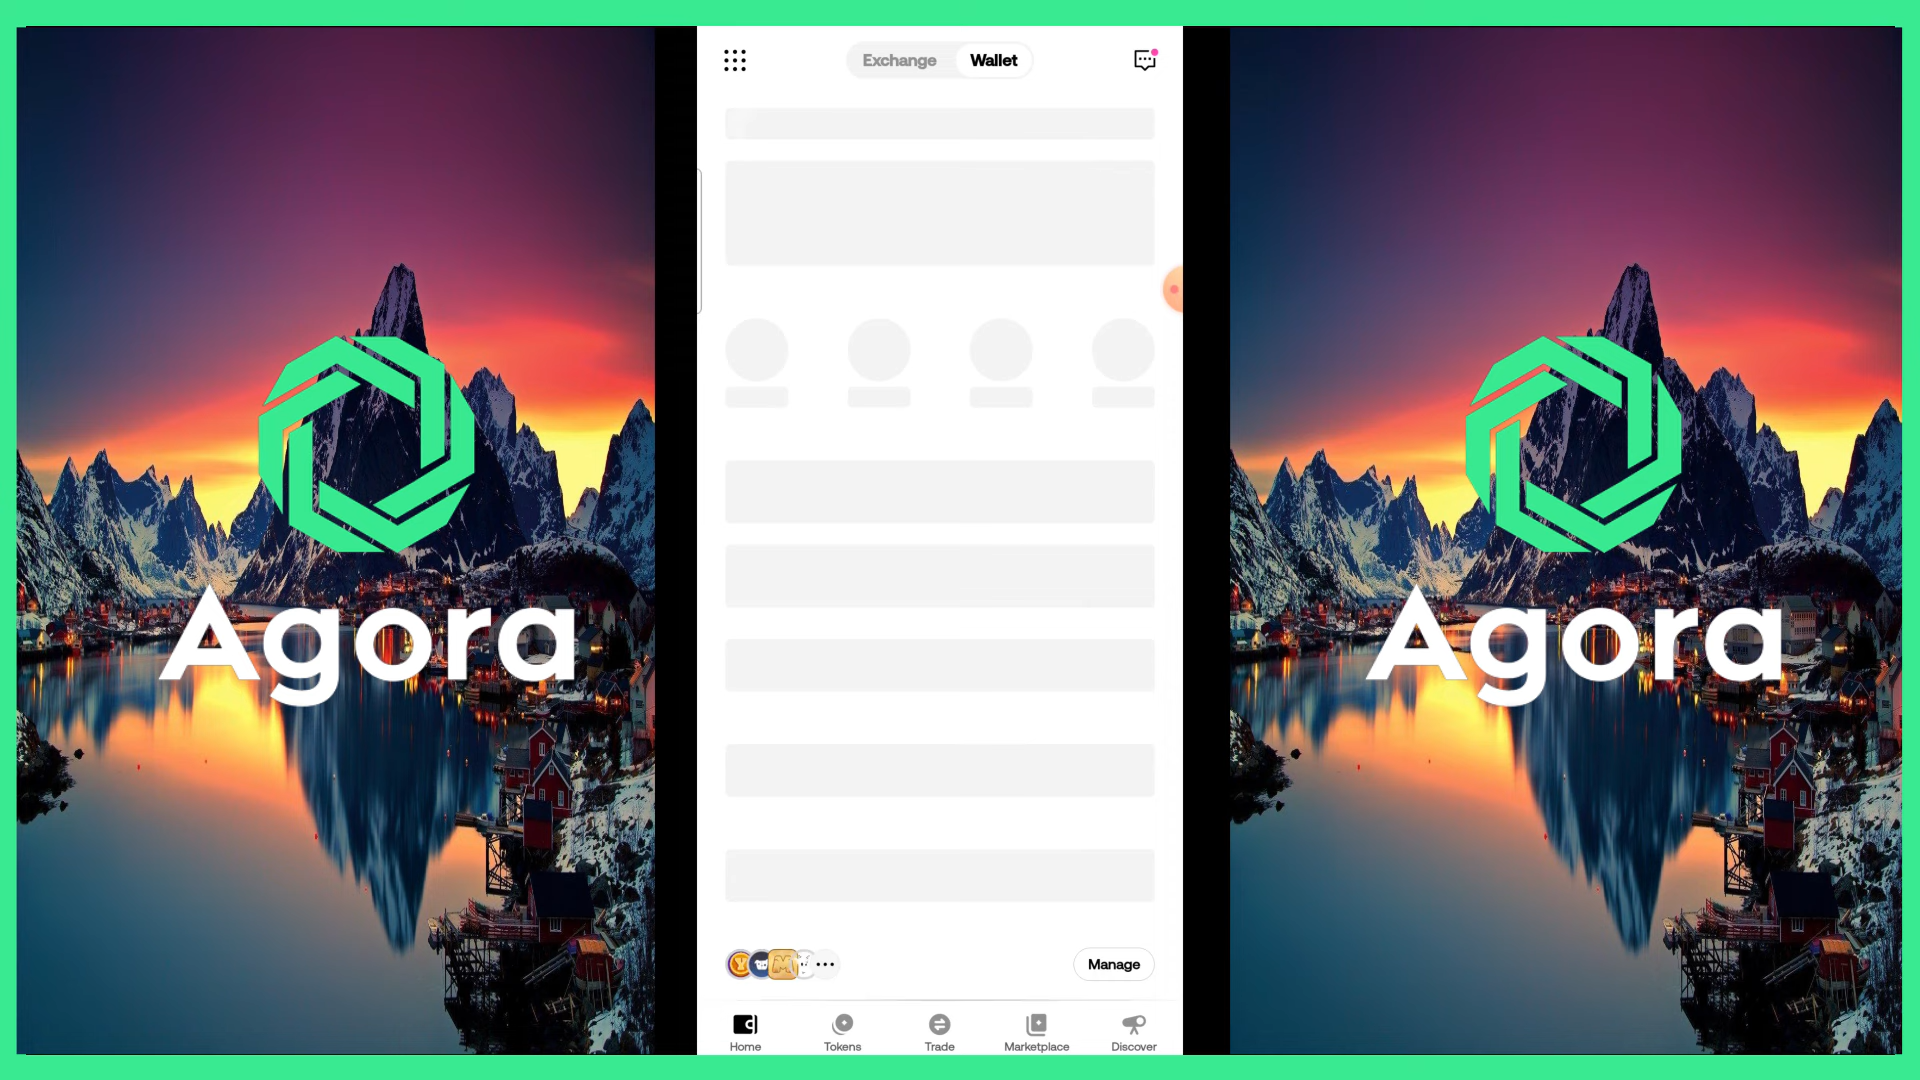 Exchange Wallet
Agora
Agora
Manage
Home Tokens Trade Marketplace Discover